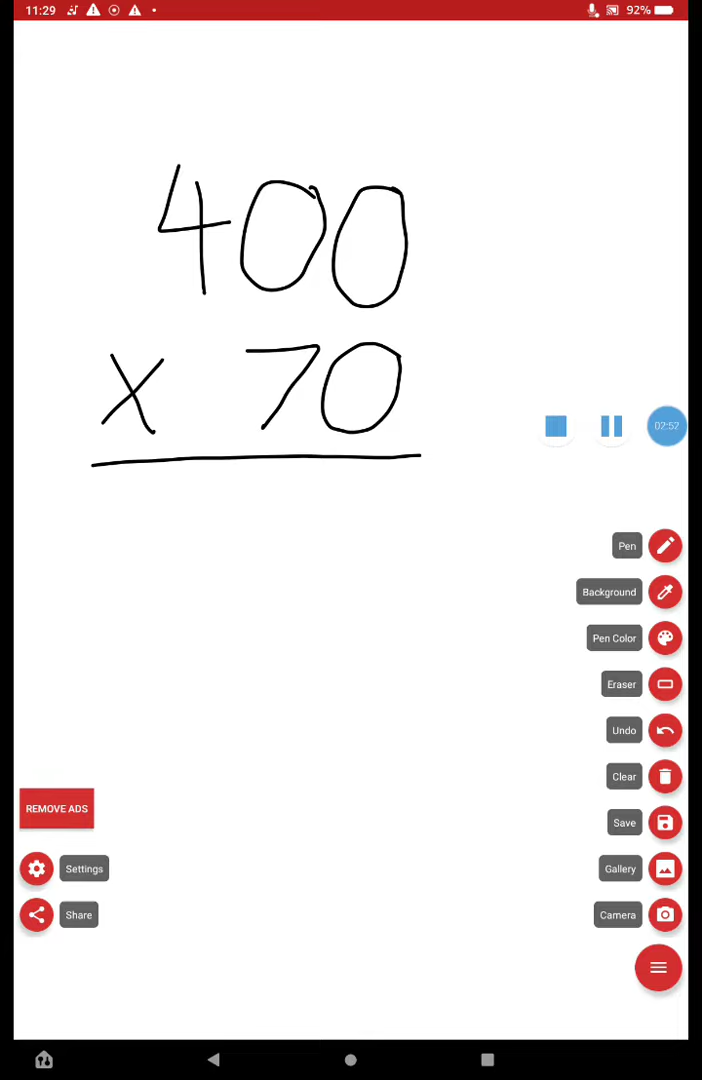 11:29
92%
400
x 70
02:52
Pen
Background
Pen Color
Eraser
Undo
Clear
REMOVE ADS
Save
Settings
Gallery
Share
Camera